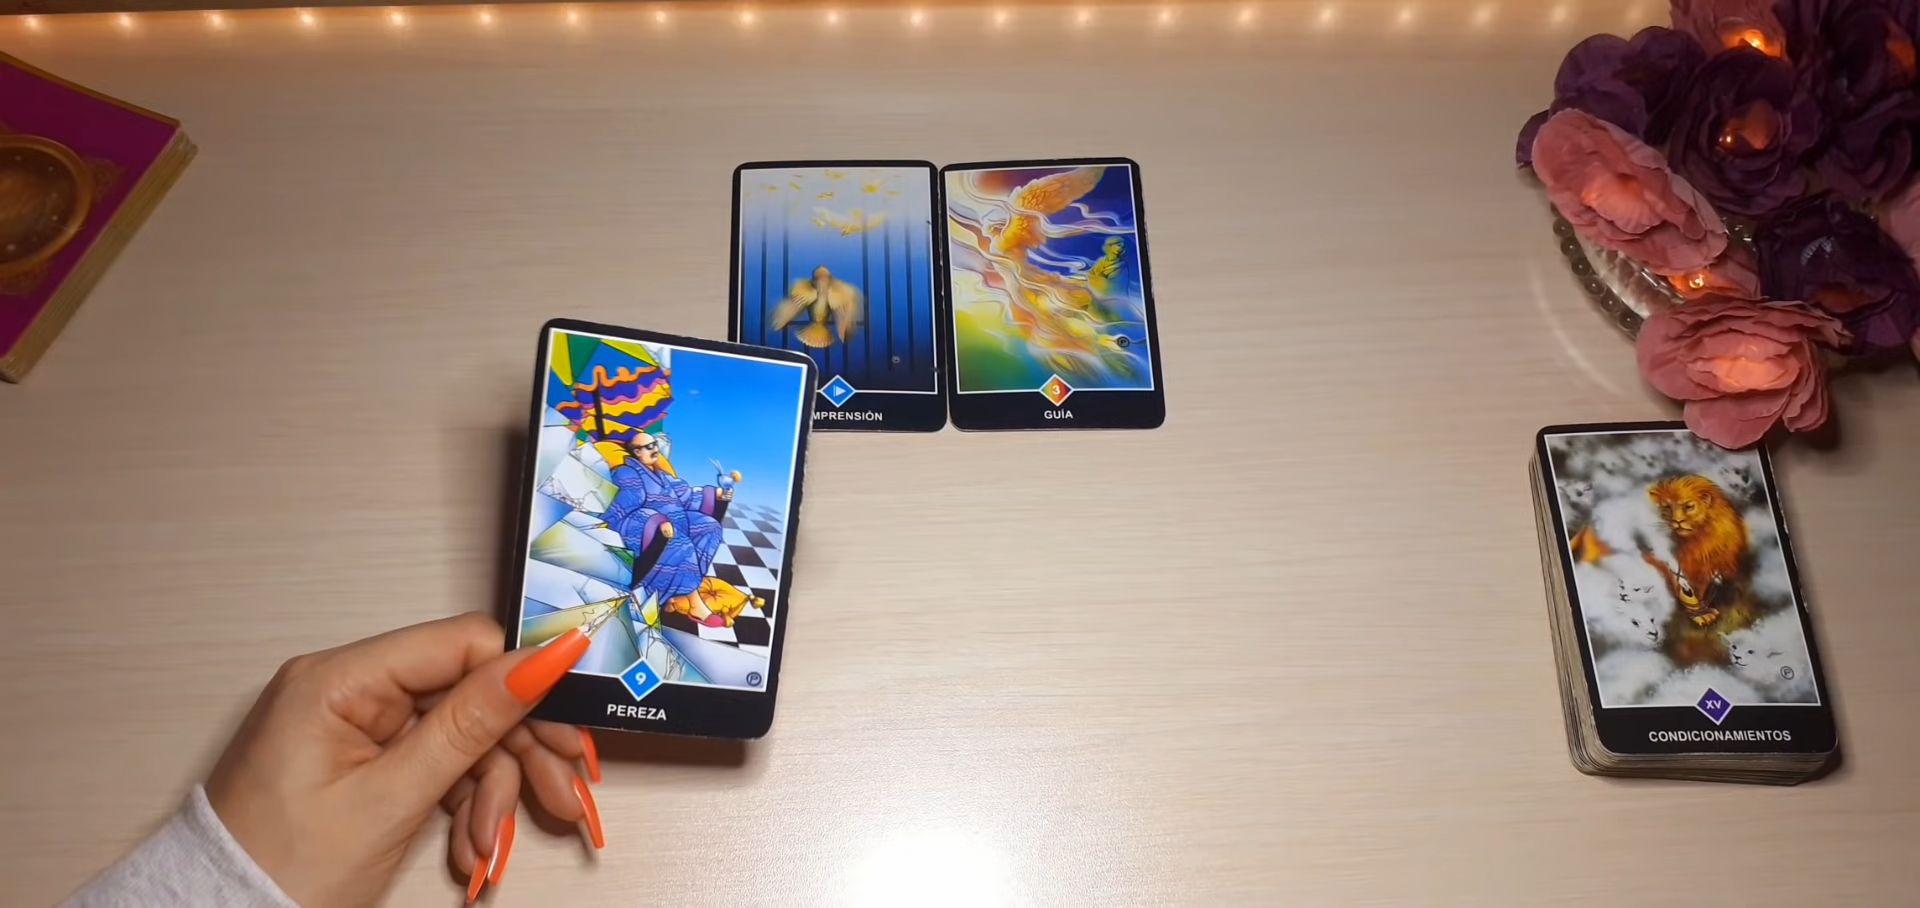 MPRENSIÓN
3
GUÍA
9
PEREZA
XV
CONDICIONAMIENTOS